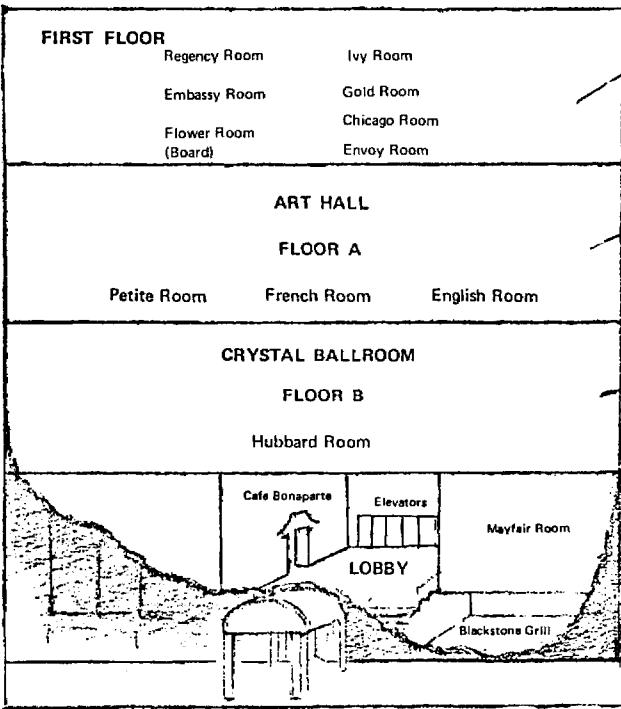 FIRST FLOOR
Regency Room
Ivy Room
Embassy Room
Gold Room
Chicago Room
Flower Room
(Board)
Envoy Room
ART HALL
FLOOR A
Petite Room French Room English Room
CRYSTAL BALLROOM
FLOOR B
Hubbard Room
Cafe Bonaparte
Elevators
Mayfair Room
LOBBY
Blackstone Grill